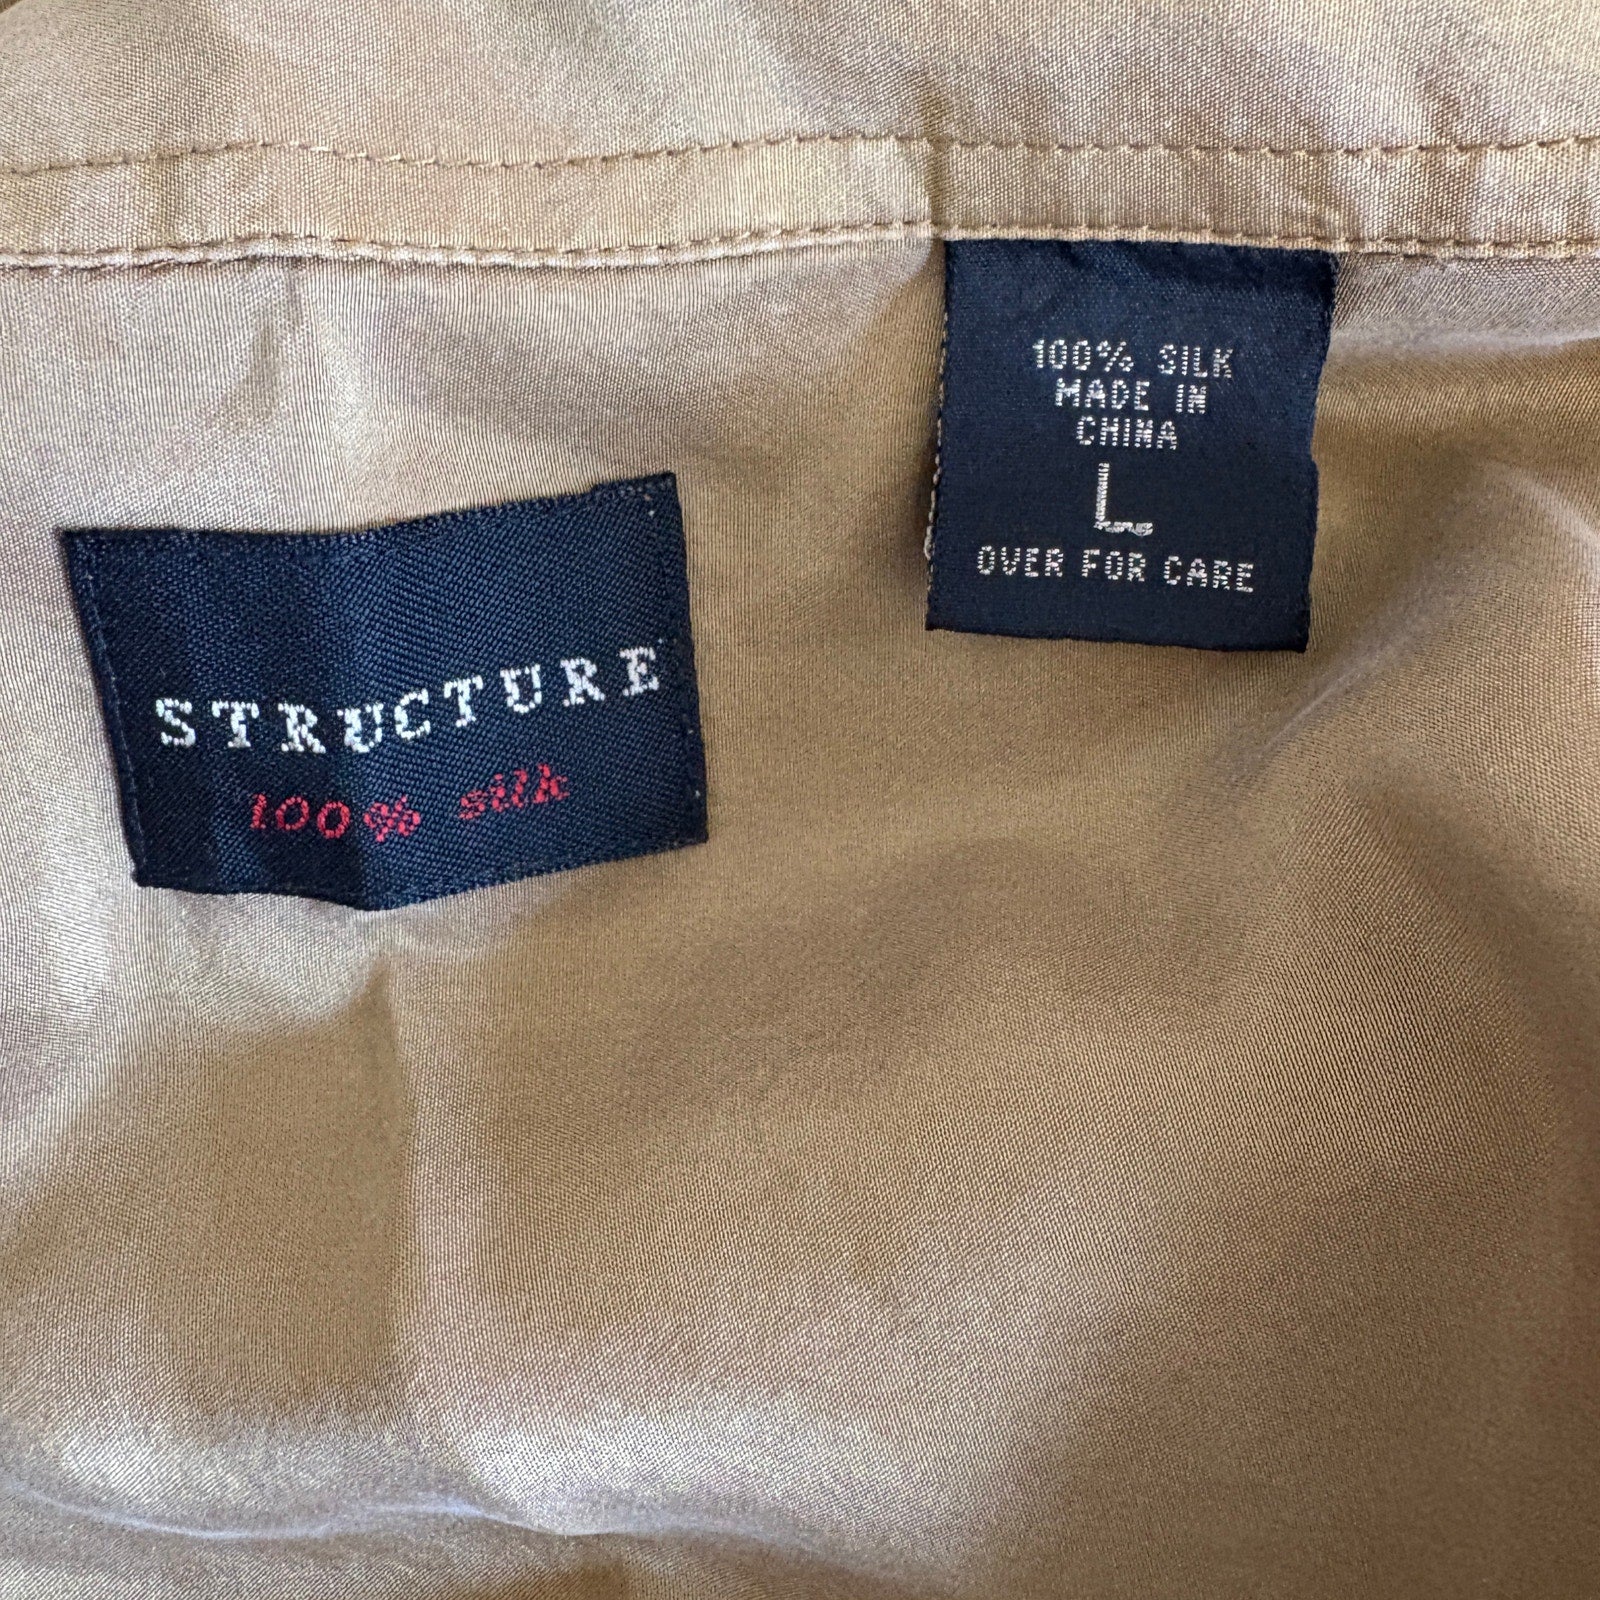 STRUCTURE
100% silk
100% SILK
MADE IN
CHINA
L
OVER FOR CARE